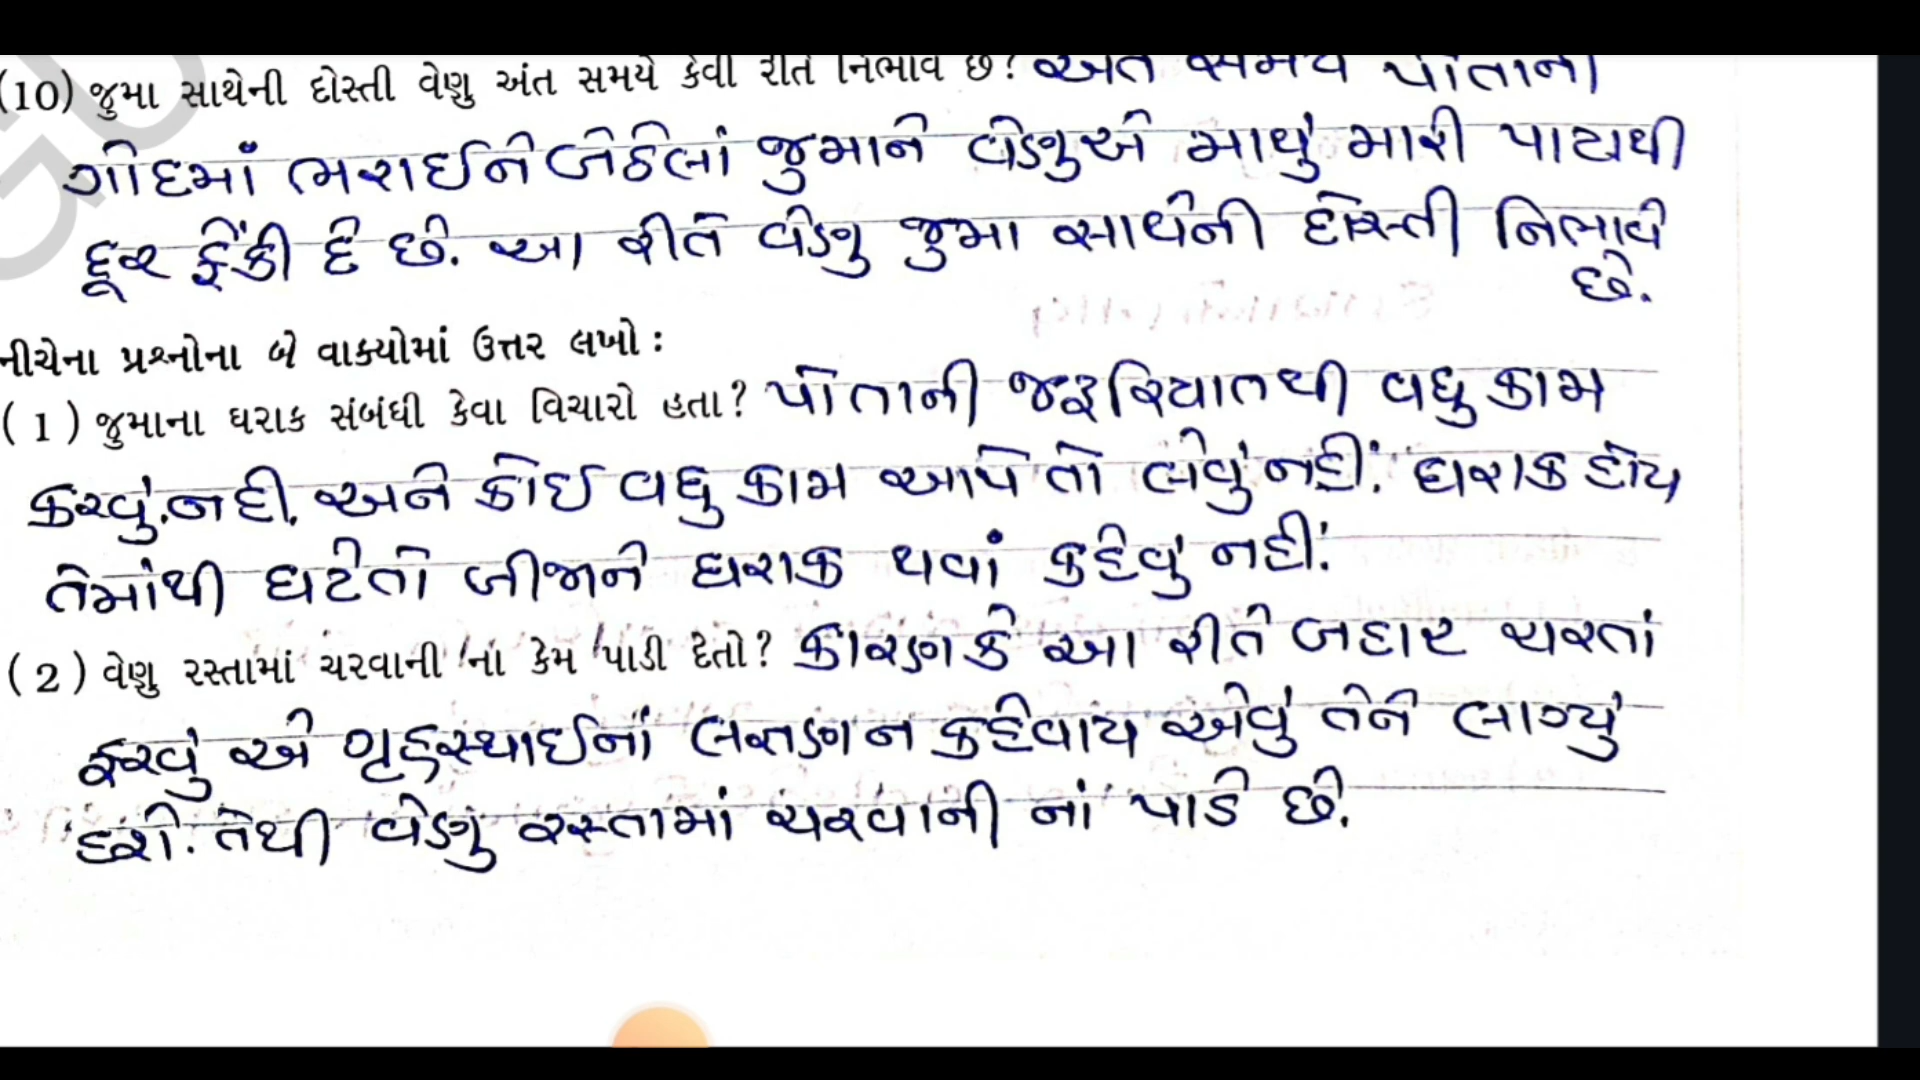 (10) જુમા સાથેની દોસ્તી વેણુ અંત સમયે કેવી રીતે નિભાવે છે? અંત સમયે પોતાની
ગોદમાં ભરાઈને બેઠેલાં જુમાને વેણુએ માથું મારી પાટાથી
દૂર ફેંકી દે છે. આ રીતે વેણુ જુમા સાથેની દોસ્તી નિભાવે
છે.
નીચેના પ્રશ્નોના બે વાક્યોમાં ઉત્તર લખો :
( 1 ) જુમાના ઘરાક સંબંધી કેવા વિચારો હતા? પોતાની જરૂરિયાતથી વધુ કામ
કરવું નહી. અને કોઈ વધુ કામ આપે તો લેવું નહીં. ઘરાક હોય
તેમાંથી ઘટેતો બીજાને ઘરાક થવાં કહેવું નહીં.
( 2 ) વેણુ રસ્તામાં ચરવાની ના કેમ પાડી દેતો? કારણકે આ રીતે બહાર ચરતાં
ફરવું એ ગૃહસ્થાઈનાં લક્ષણ ન કહેવાય એવું તેને લાગ્યું
હશે. તેથી વેણું રસ્તામાં ચરવાની નાં પાડે છે.